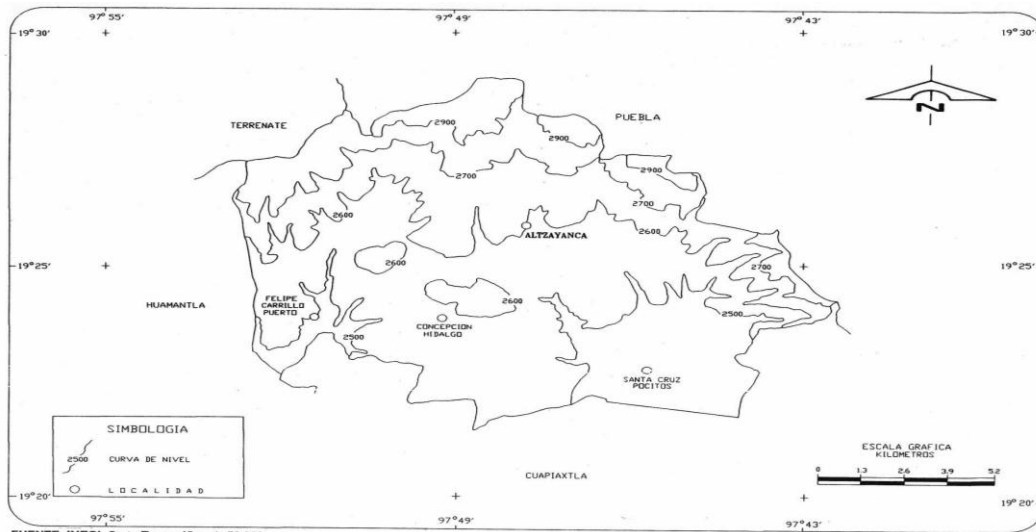 97°55' 97°49' 97°43'
19°30' 19°30'
TERRENATE
PUEBLA
N
2900
2900
2900
2700
2700
2600
2600
ALTZAYANCA
19°25' 19°25'
2600
2700
HUAMANTLA
FELIPE
CARRILLO
PUERTO
2600
2500
CONCEPCION
HIDALGO
2500
SANTA CRUZ
POCITOS
SIMBOLOGIA
2500 CURVA DE NIVEL
LOCALIDAD
CUAPIAXTLA
ESCALA GRAFICA
KILOMETROS
0 1.3 2.6 3.9 5.2
19°20' 19°20'
97°55' 97°49' 97°43'